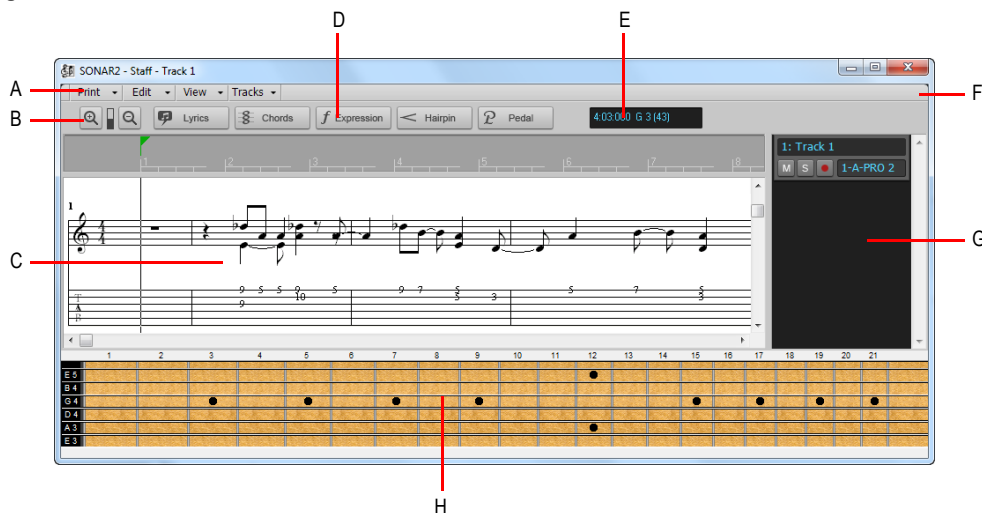 D E
SONAR2 - Staff - Track 1
A
Print Edit View Tracks
F
B
Lyrics Chords f Expression Hairpin P Pedal
4:03:000 G 3 (43)
1: Track 1
M S 1-A-PRO 2
1 2 3 4 5 6 7 8
1
4
4
G
C
9 5 5 9 5 9 7 5 5 7 5
10 5 3 3
9
T
A
B
1 2 3 4 5 6 7 8 9 10 11 12 13 14 15 16 17 18 19 20 21
E 5
B 4
G 4
D 4
A 3
E 3
H